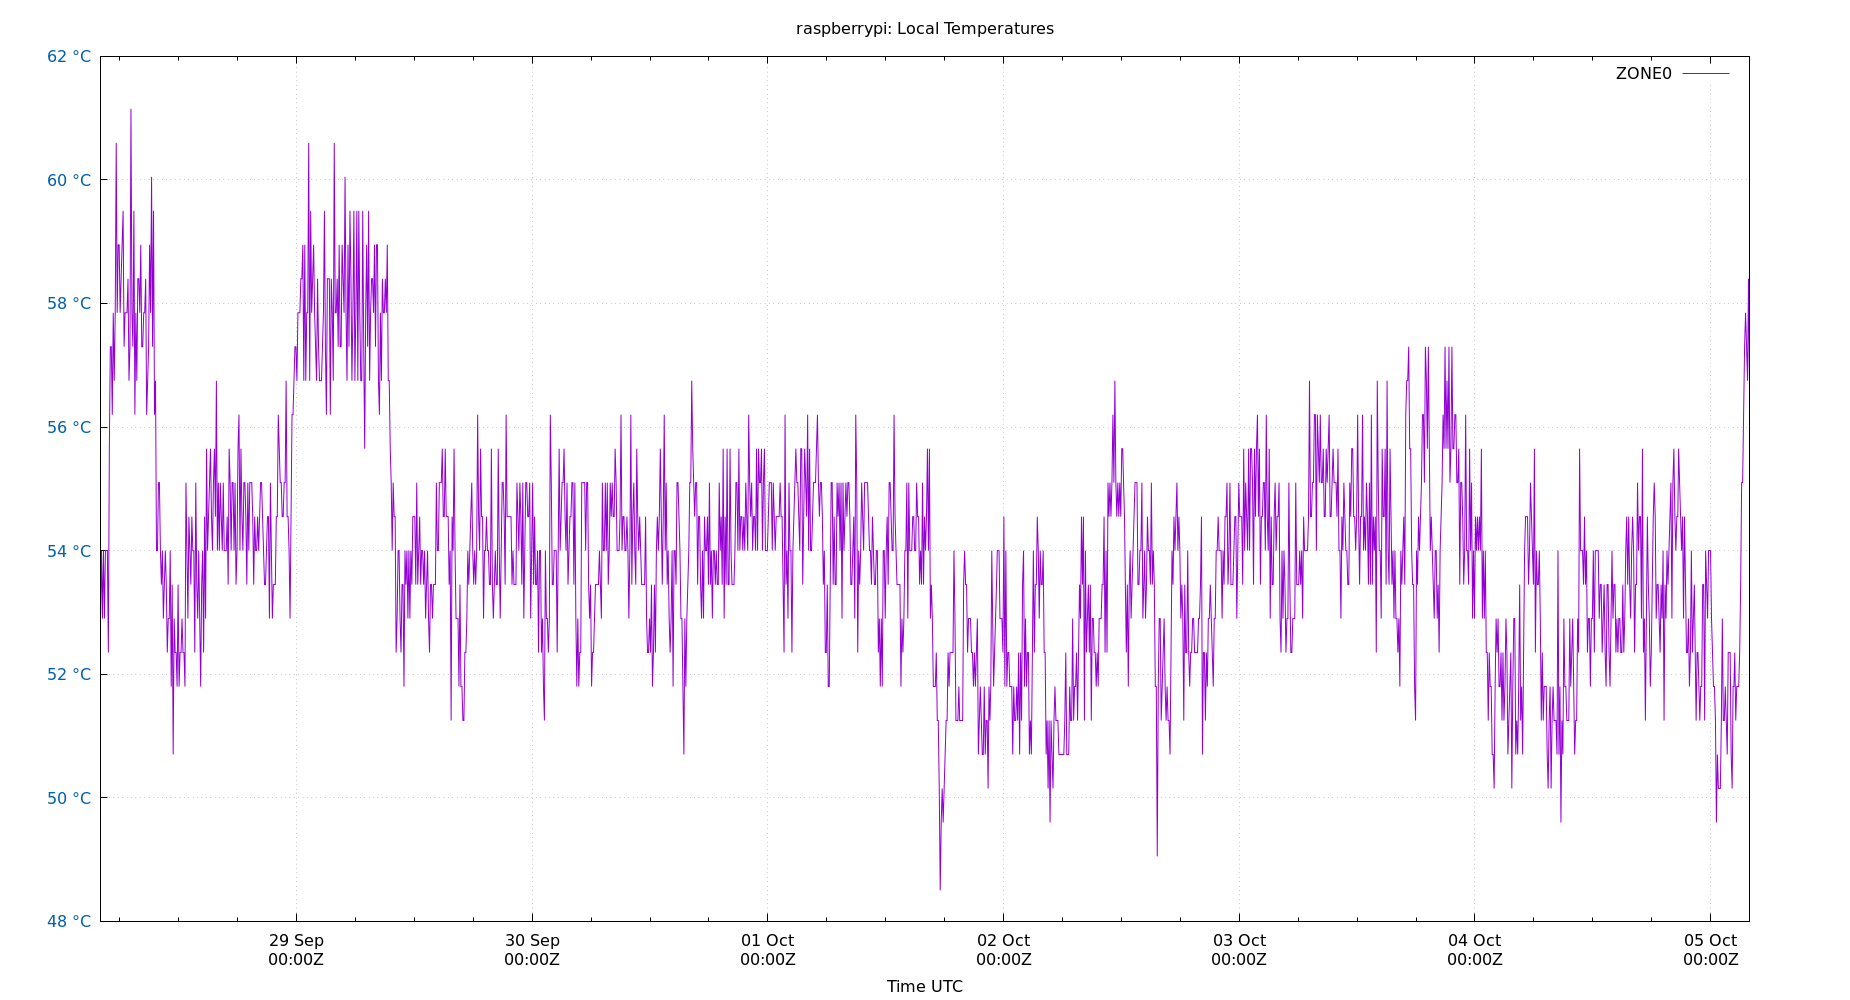 raspberrypi: Local Temperatures
62 °C
ZONE0
60 °C
58 °C
56 °C
54 °C
52 °C
50 °C
48 °C
29 Sep 30 Sep 01 Oct 02 Oct 03 Oct 04 Oct 05 Oct
00:00Z 00:00Z 00:00Z 00:00Z 00:00Z 00:00Z 00:00Z
Time UTC